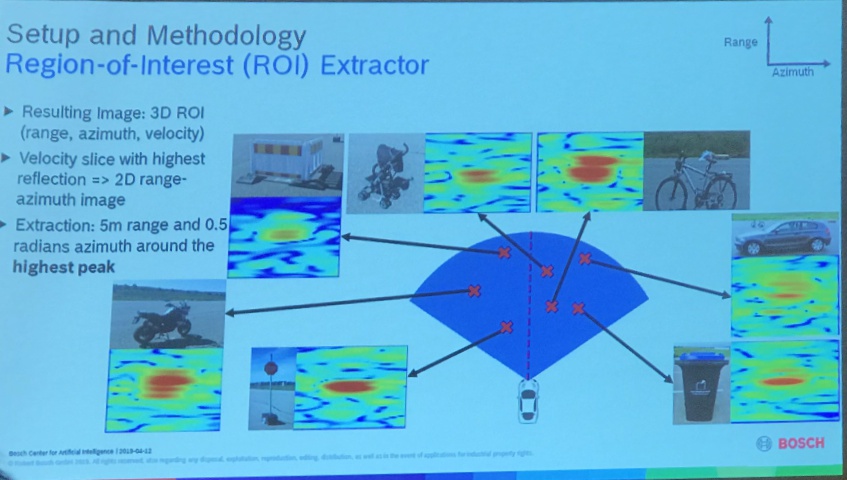 Setup and Methodology
Region-of-Interest (ROI) Extractor
Range
Azimuth
Resulting Image: 3D ROI
(range, azimuth, velocity)
Velocity slice with highest
reflection => 2D range-
azimuth image
Extraction: 5m range and 0.5
radians azimuth around the
highest peak
Bosch Center for Artificial Intelligence | 2019-04-12
© Robert Bosch GmbH 2019. All rights reserved, also regarding any disposal, exploitation, reproduction, editing, distribution, as well as in the event of applications for industrial property rights.
BOSCH